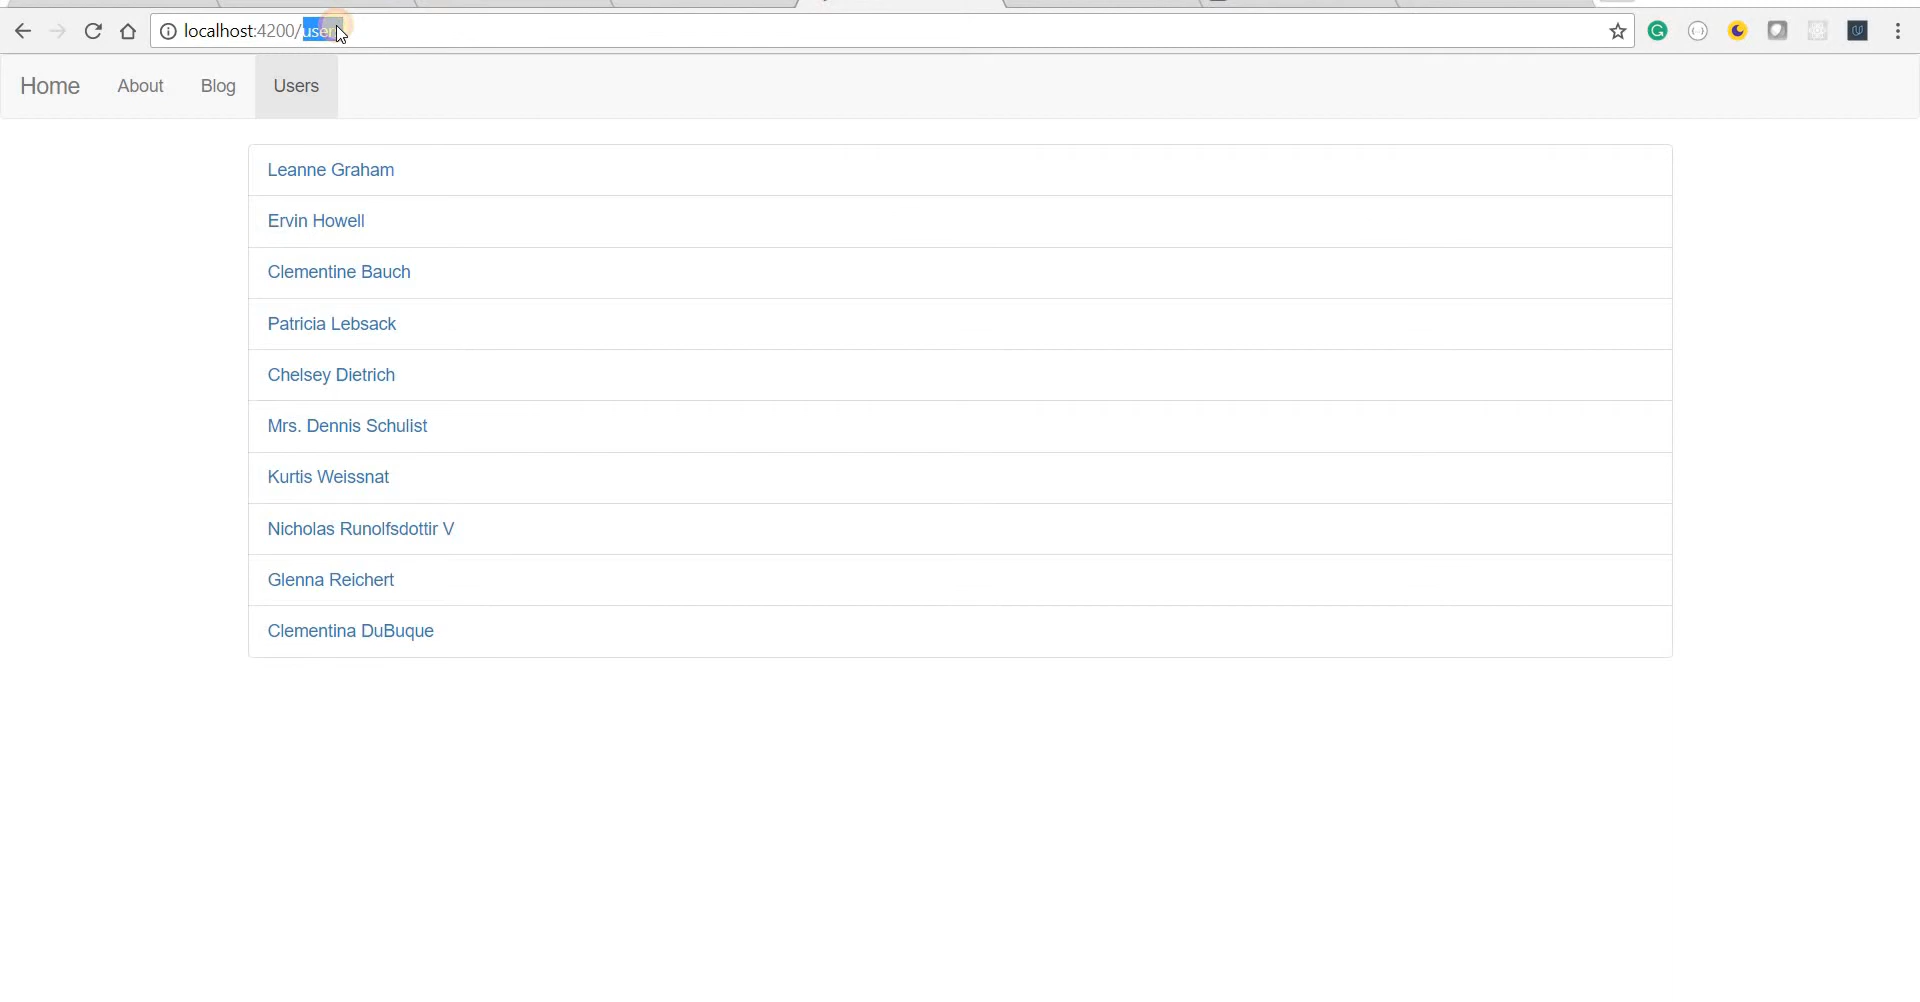 localhost:4200/users
Home About Blog Users
Leanne Graham
Ervin Howell
Clementine Bauch
Patricia Lebsack
Chelsey Dietrich
Mrs. Dennis Schulist
Kurtis Weissnat
Nicholas Runolfsdottir V
Glenna Reichert
Clementina DuBuque